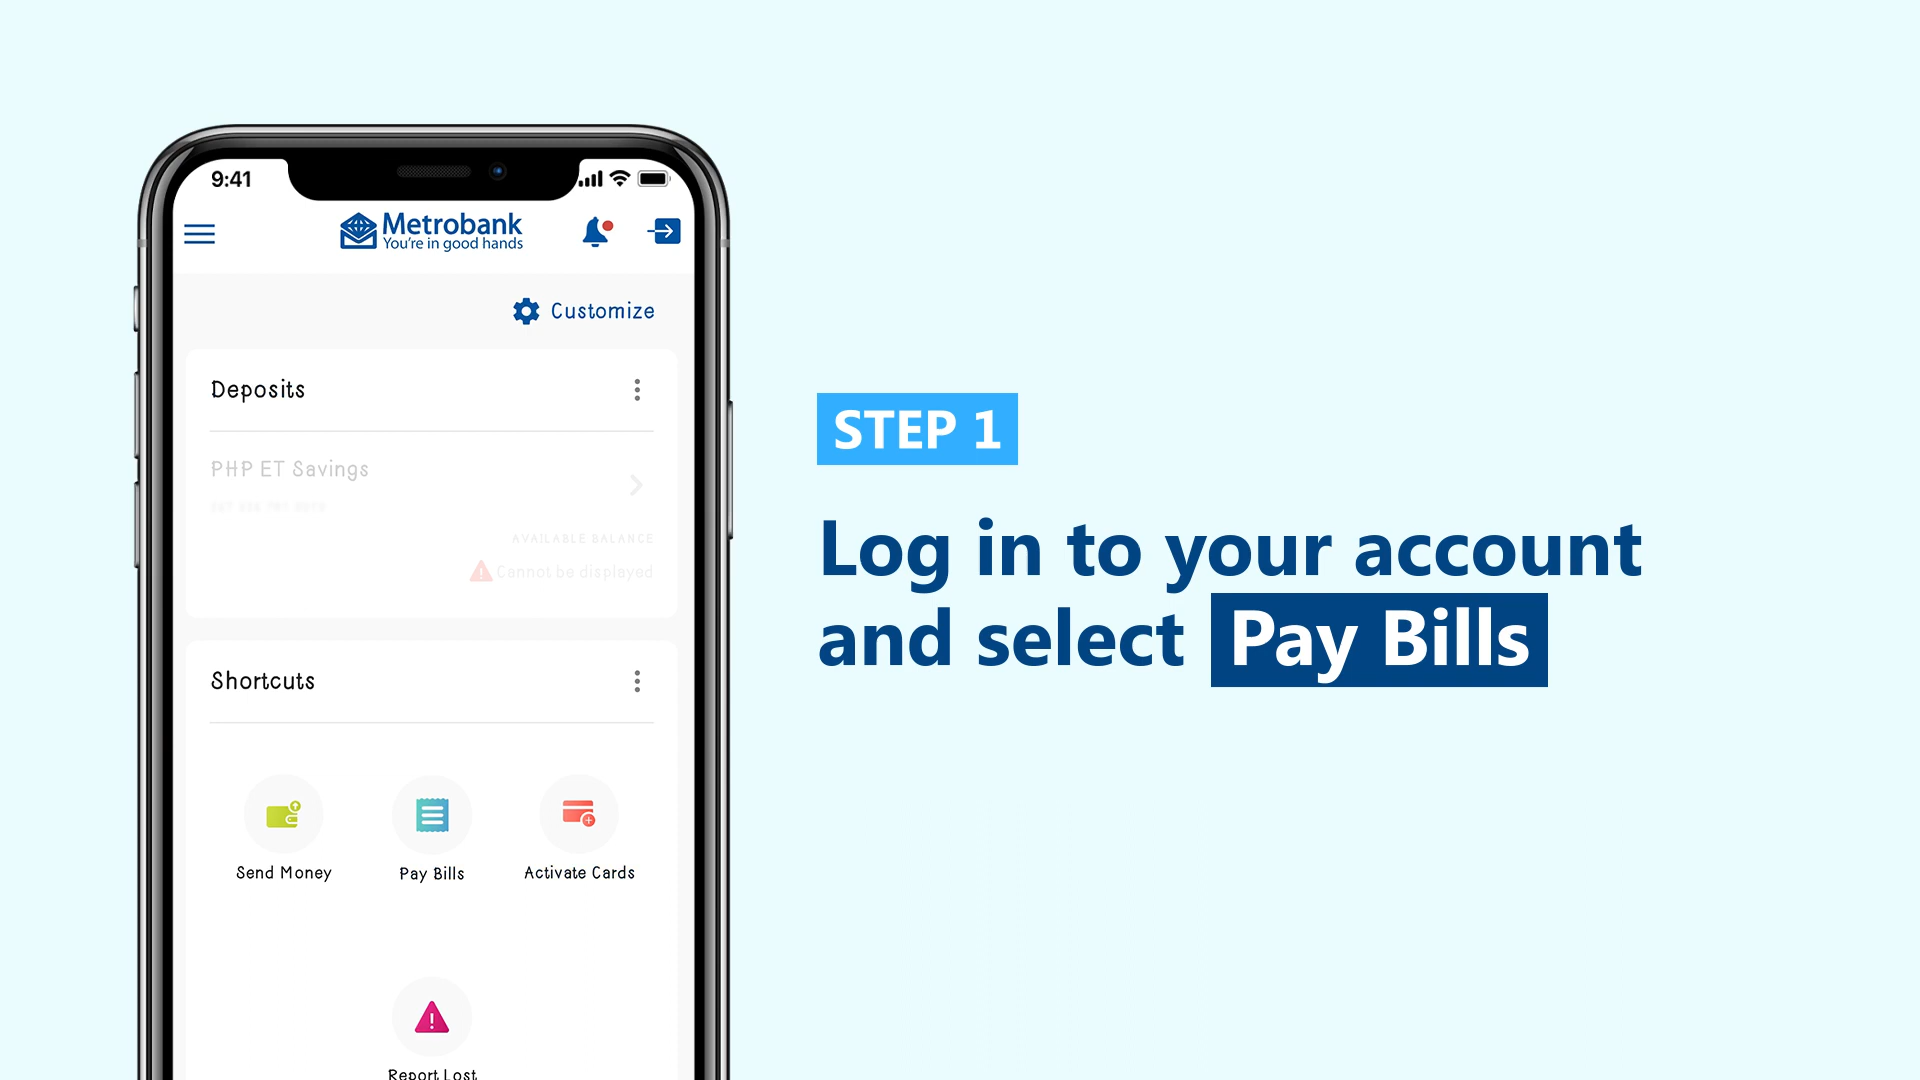 9:41
Metrobank
You're in good hands
Customize
Deposits
PHP ET Savings
AVAILABLE BALANCE
Cannot be displayed
Shortcuts
Send Money
Pay Bills
Activate Cards
Report Lost
STEP 1
Log in to your account
and select Pay Bills